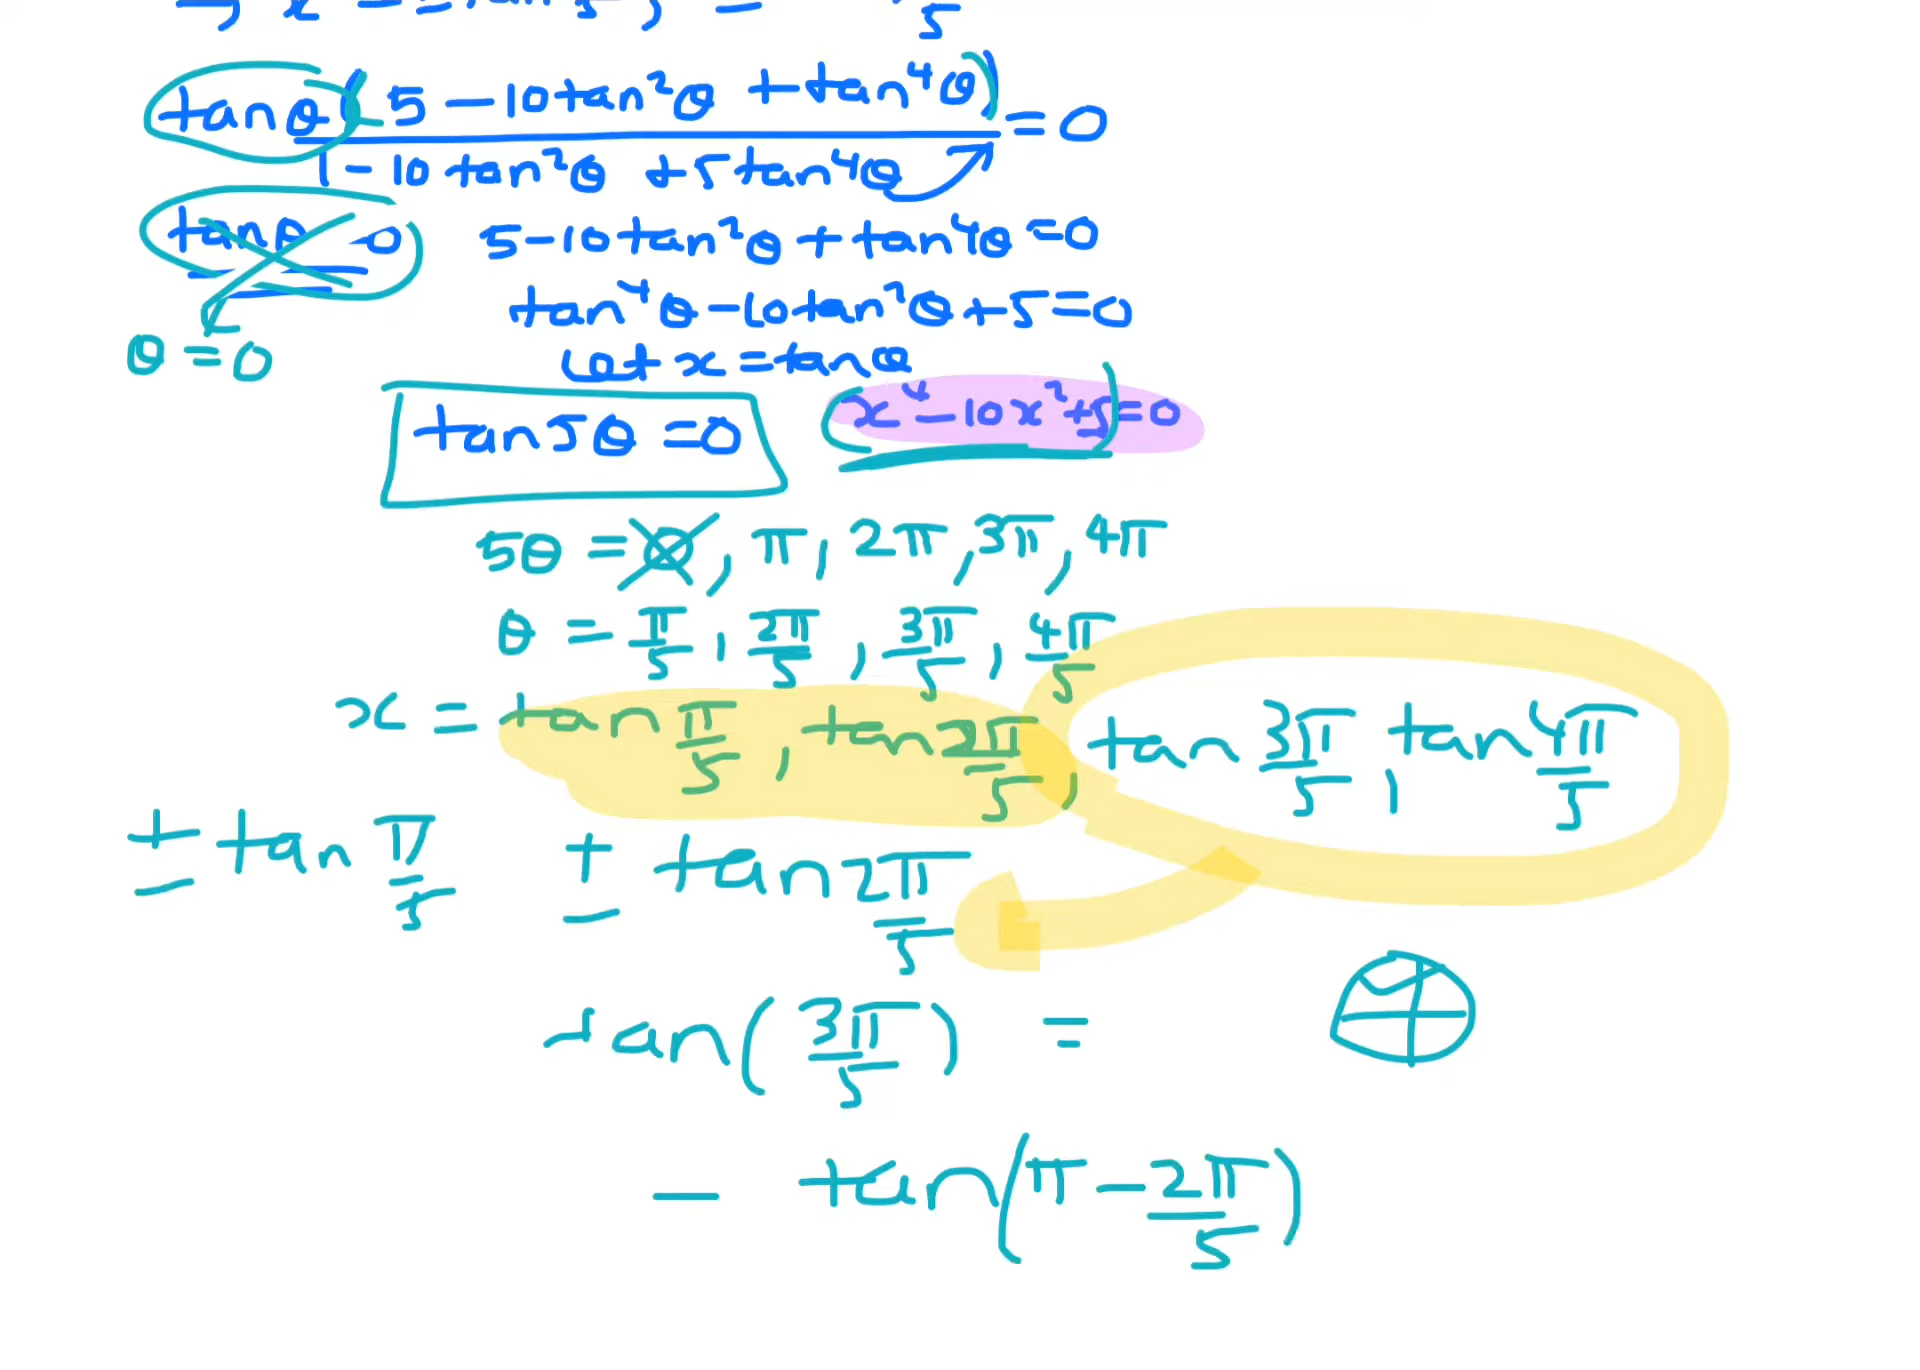 tanθ(5 - 10tan²θ + tan⁴θ) = 0
1 - 10tan²θ + 5tan⁴θ
tanθ = 0
5 - 10tan²θ + tan⁴θ = 0
tan⁴θ - 10tan²θ + 5 = 0
θ = 0
let x = tanθ
tan5θ = 0
x⁴ - 10x² + 5 = 0
5θ = 0, π, 2π, 3π, 4π
θ = π/5, 2π/5, 3π/5, 4π/5
x = tan π/5, tan 2π/5, tan 3π/5, tan 4π/5
± tan π/5 ± tan 2π/5
tan(3π/5) =
- tan(π - 2π/5)